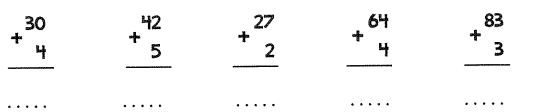 30 42 27 64 83
+ + + + +
4 5 2 4 3
..... ..... ..... ..... .....